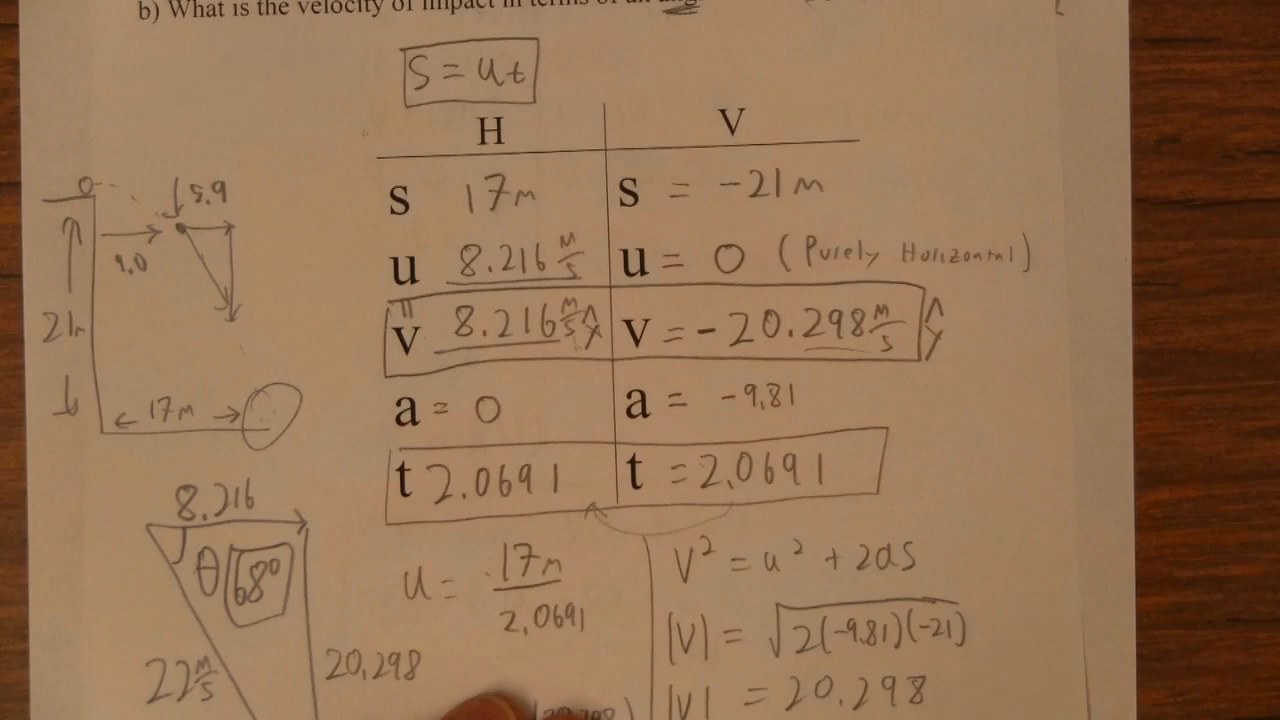 b) What is the velocity of impact in terms of an ang
S = ut
H V
S 17m S = -21m
u 8.216 m/s u = 0 (Purely Horizontal)
v 8.216 m/s x̂ v = -20.298 m/s ŷ
a = 0 a = -9.81
t 2.0691 t = 2.0691
5.9
9.0
21m
17m
8.216
θ 68°
22 m/s
20.298
u = 17m / 2.0691
V² = u² + 2as
|V| = √2(-9.81)(-21)
|V| = 20.298